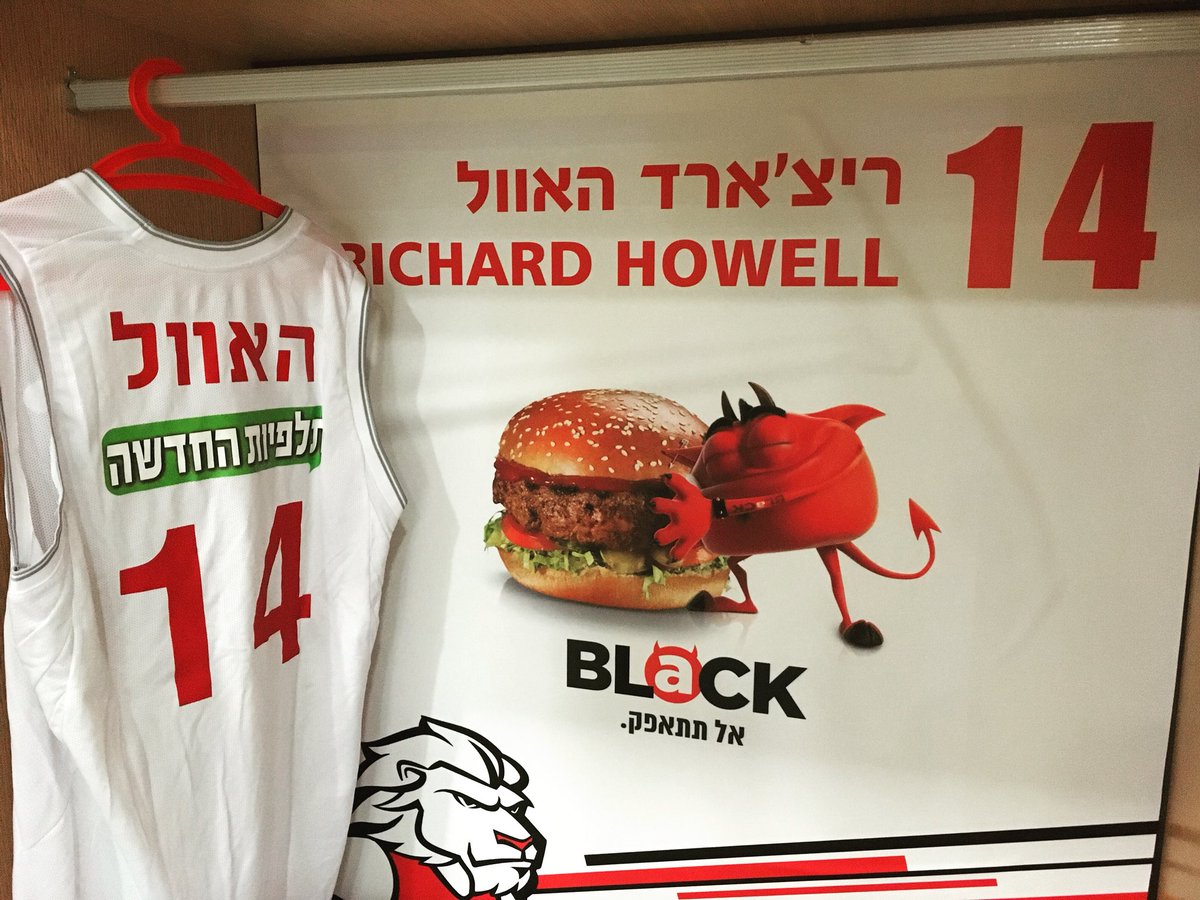 ריצ'ארד האוול
RICHARD HOWELL
14
האוול
תלפיות החדשה
14
BLaCK
אל תתאפק.